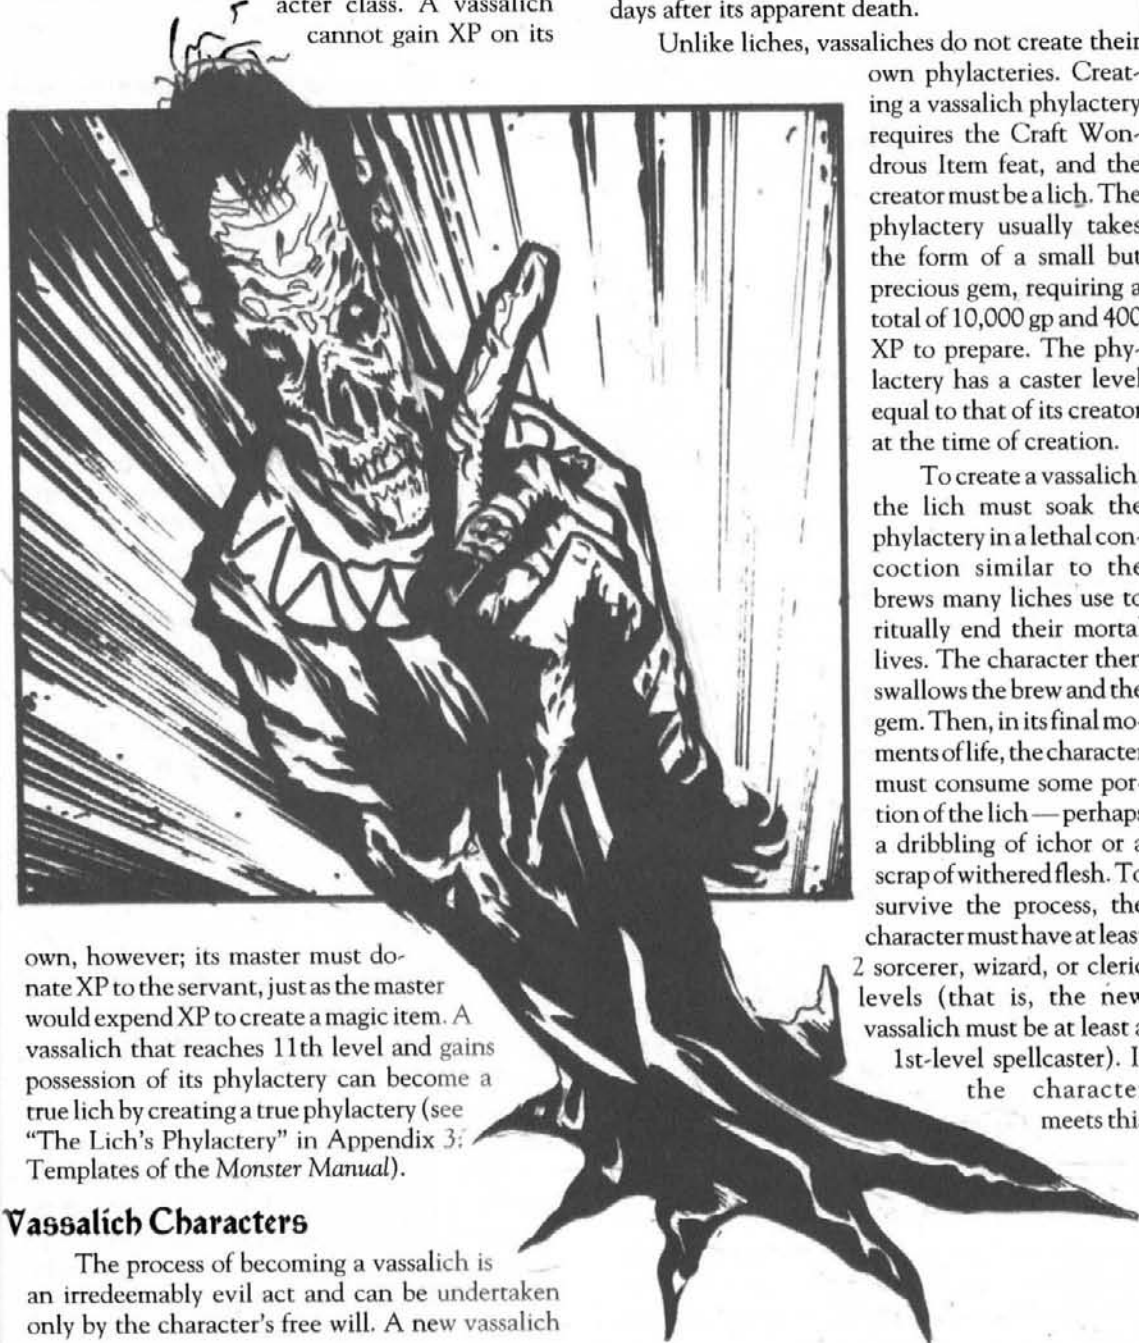 acter class. A vassalich
cannot gain XP on its
own, however; its master must do-
nate XP to the servant, just as the master
would expend XP to create a magic item. A
vassalich that reaches 11th level and gains
possession of its phylactery can become a
true lich by creating a true phylactery (see
“The Lich’s Phylactery” in Appendix 3:
Templates of the Monster Manual).
Vassalich Characters
The process of becoming a vassalich is
an irredeemably evil act and can be undertaken
only by the character’s free will. A new vassalich
days after its apparent death.
Unlike liches, vassaliches do not create their
own phylacteries. Creat-
ing a vassalich phylactery
requires the Craft Won-
drous Item feat, and the
creator must be a lich. The
phylactery usually takes
the form of a small but
precious gem, requiring a
total of 10,000 gp and 400
XP to prepare. The phy-
lactery has a caster level
equal to that of its creator
at the time of creation.
To create a vassalich
the lich must soak the
phylactery in a lethal con-
coction similar to the
brews many liches use to
ritually end their morta
lives. The character then
swallows the brew and the
gem. Then, in its final mo-
ments of life, the character
must consume some por-
tion of the lich—perhaps
a dribbling of ichor or a
scrap of withered flesh. To
survive the process, the
character must have at leas
2 sorcerer, wizard, or cleric
levels (that is, the new
vassalich must be at least a
1st-level spellcaster). I
the characte
meets thi